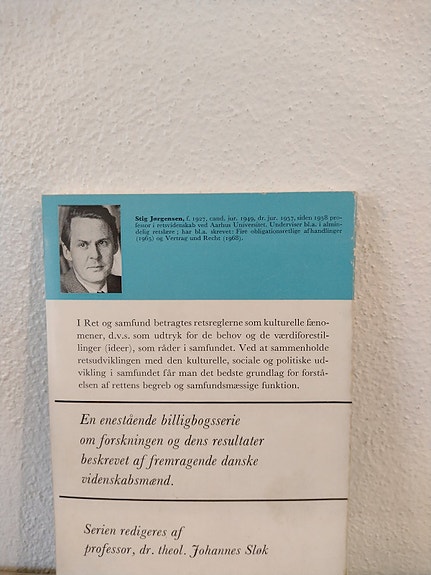 Stig Jørgensen, f. 1927, cand. jur. 1949, dr. jur. 1957, siden 1958 pro-
fessor i retsvidenskab ved Aarhus Universitet. Underviser bl.a. i almin-
delig retslære; har bl.a. skrevet: Fire obligationsretlige afhandlinger
(1965) og Vertrag und Recht (1968).
I Ret og samfund betragtes retsreglerne som kulturelle fæno-
mener, d.v.s. som udtryk for de behov og de værdiforestil-
linger (ideer), som råder i samfundet. Ved at sammenholde
retsudviklingen med den kulturelle, sociale og politiske ud-
vikling i samfundet får man det bedste grundlag for forstå-
elsen af rettens begreb og samfundsmæssige funktion.
En enestående billigbogsserie
om forskningen og dens resultater
beskrevet af fremragende danske
videnskabsmænd.
Serien redigeres af
professor, dr. theol. Johannes Sløk